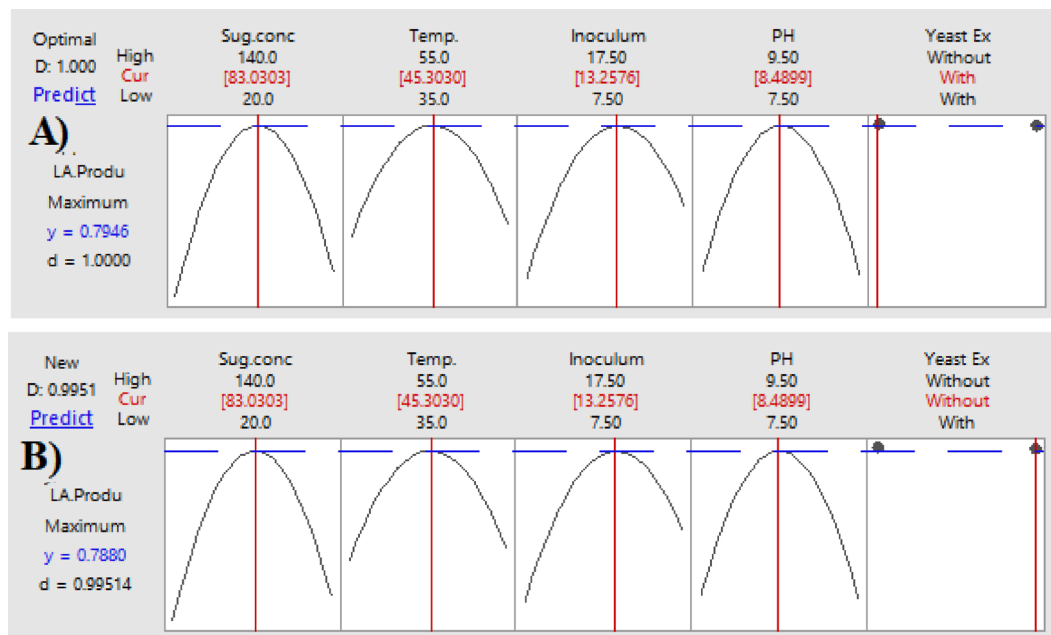 Optimal
D: 1.000
Predict
High
Cur
Low
Sug.conc
140.0
[83.0303]
20.0
Temp.
55.0
[45.3030]
35.0
Inoculum
17.50
[13.2576]
7.50
PH
9.50
[8.4899]
7.50
Yeast Ex
Without
With
With
A)
LA.Produ
Maximum
y = 0.7946
d = 1.0000
New
D: 0.9951
Predict
High
Cur
Low
Sug.conc
140.0
[83.0303]
20.0
Temp.
55.0
[45.3030]
35.0
Inoculum
17.50
[13.2576]
7.50
PH
9.50
[8.4899]
7.50
Yeast Ex
Without
Without
With
B)
LA.Produ
Maximum
y = 0.7880
d = 0.99514